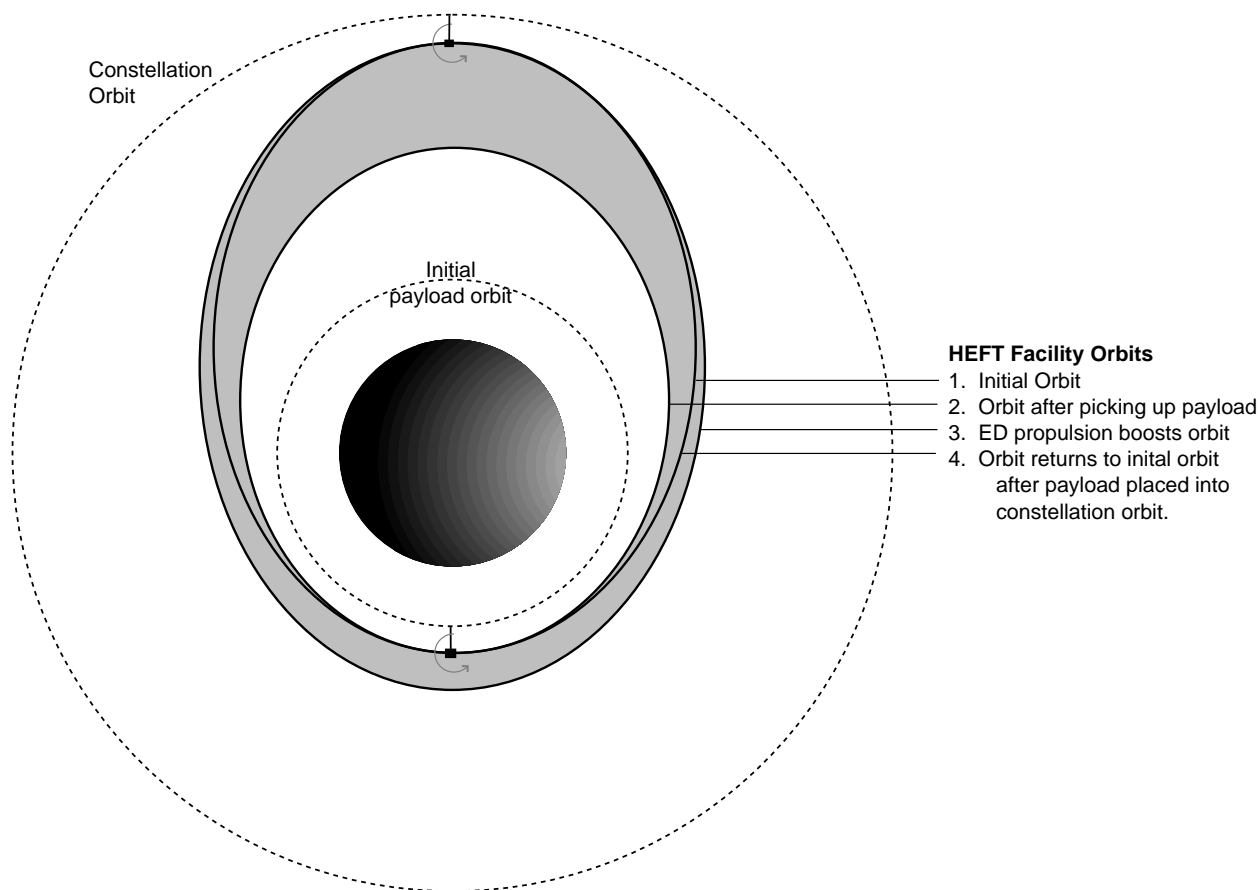 Constellation
Orbit
Initial
payload orbit
HEFT Facility Orbits
1. Initial Orbit
2. Orbit after picking up payload
3. ED propulsion boosts orbit
4. Orbit returns to inital orbit
after payload placed into
constellation orbit.